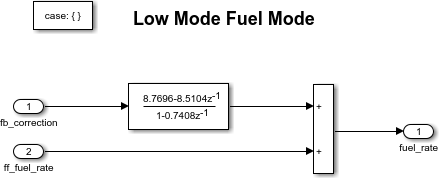 case: { }
Low Mode Fuel Mode
8.7696-8.5104z-1
1-0.7408z-1
1
fb_correction
2
ff_fuel_rate
+
+
1
fuel_rate